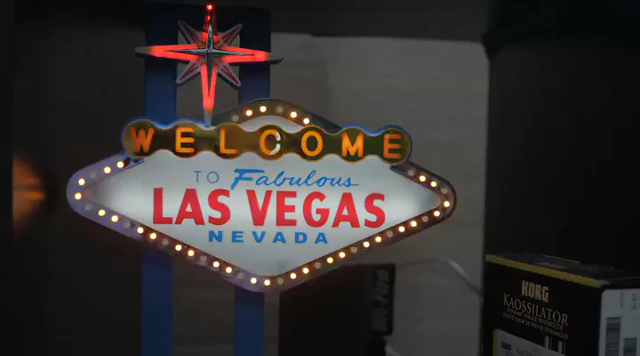 WELCOME
TO Fabulous
LAS VEGAS
NEVADA
KORG
KAOSSILATOR